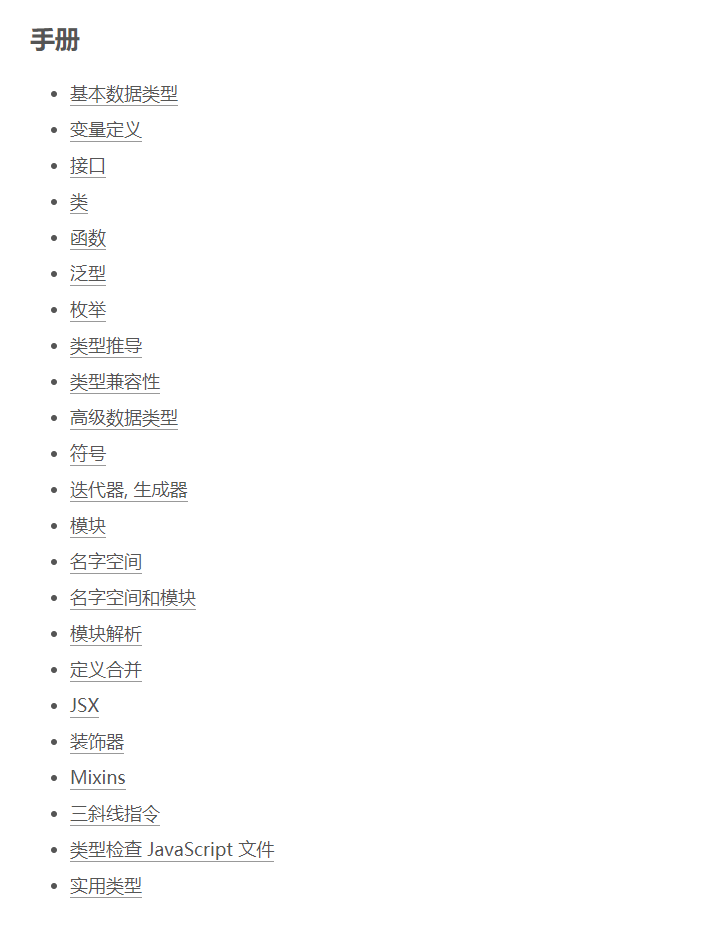 手册
基本数据类型
变量定义
接口
类
函数
泛型
枚举
类型推导
类型兼容性
高级数据类型
符号
迭代器, 生成器
模块
名字空间
名字空间和模块
模块解析
定义合并
JSX
装饰器
Mixins
三斜线指令
类型检查 JavaScript 文件
实用类型